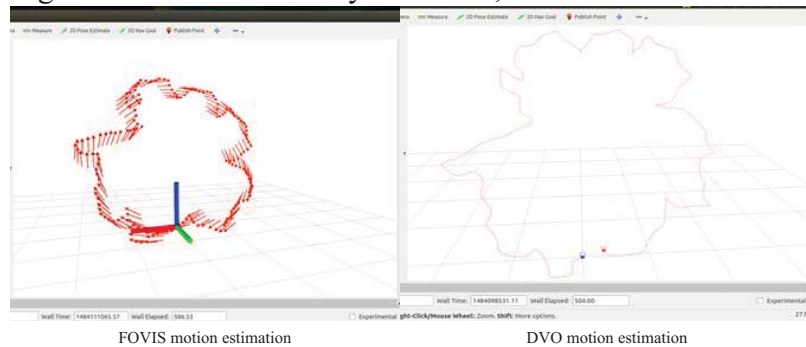 Measure 2D Pose Estimate 2D Nav Goal Publish Point
Measure 2D Pose Estimate 2D Nav Goal Publish Point
Wall Time: 1484111065.57 Wall Elapsed: 586.53 Experimental
Wall Time: 1484098531.11 Wall Elapsed: 504.00 Experimental
ght-Click/Mouse Wheel: Zoom. Shift: More options.
FOVIS motion estimation
DVO motion estimation